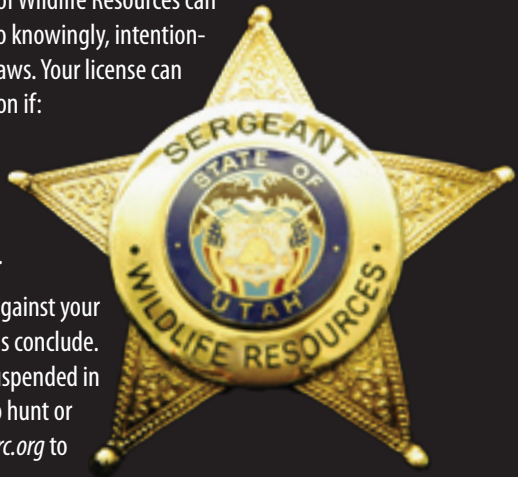 of Wildlife Resources can
o knowingly, intention-
aws. Your license can
on if:
.
gainst your
s conclude.
uspended in
o hunt or
rc.org to
SERGEANT
STATE OF
UTAH
• WILDLIFE RESOURCES •